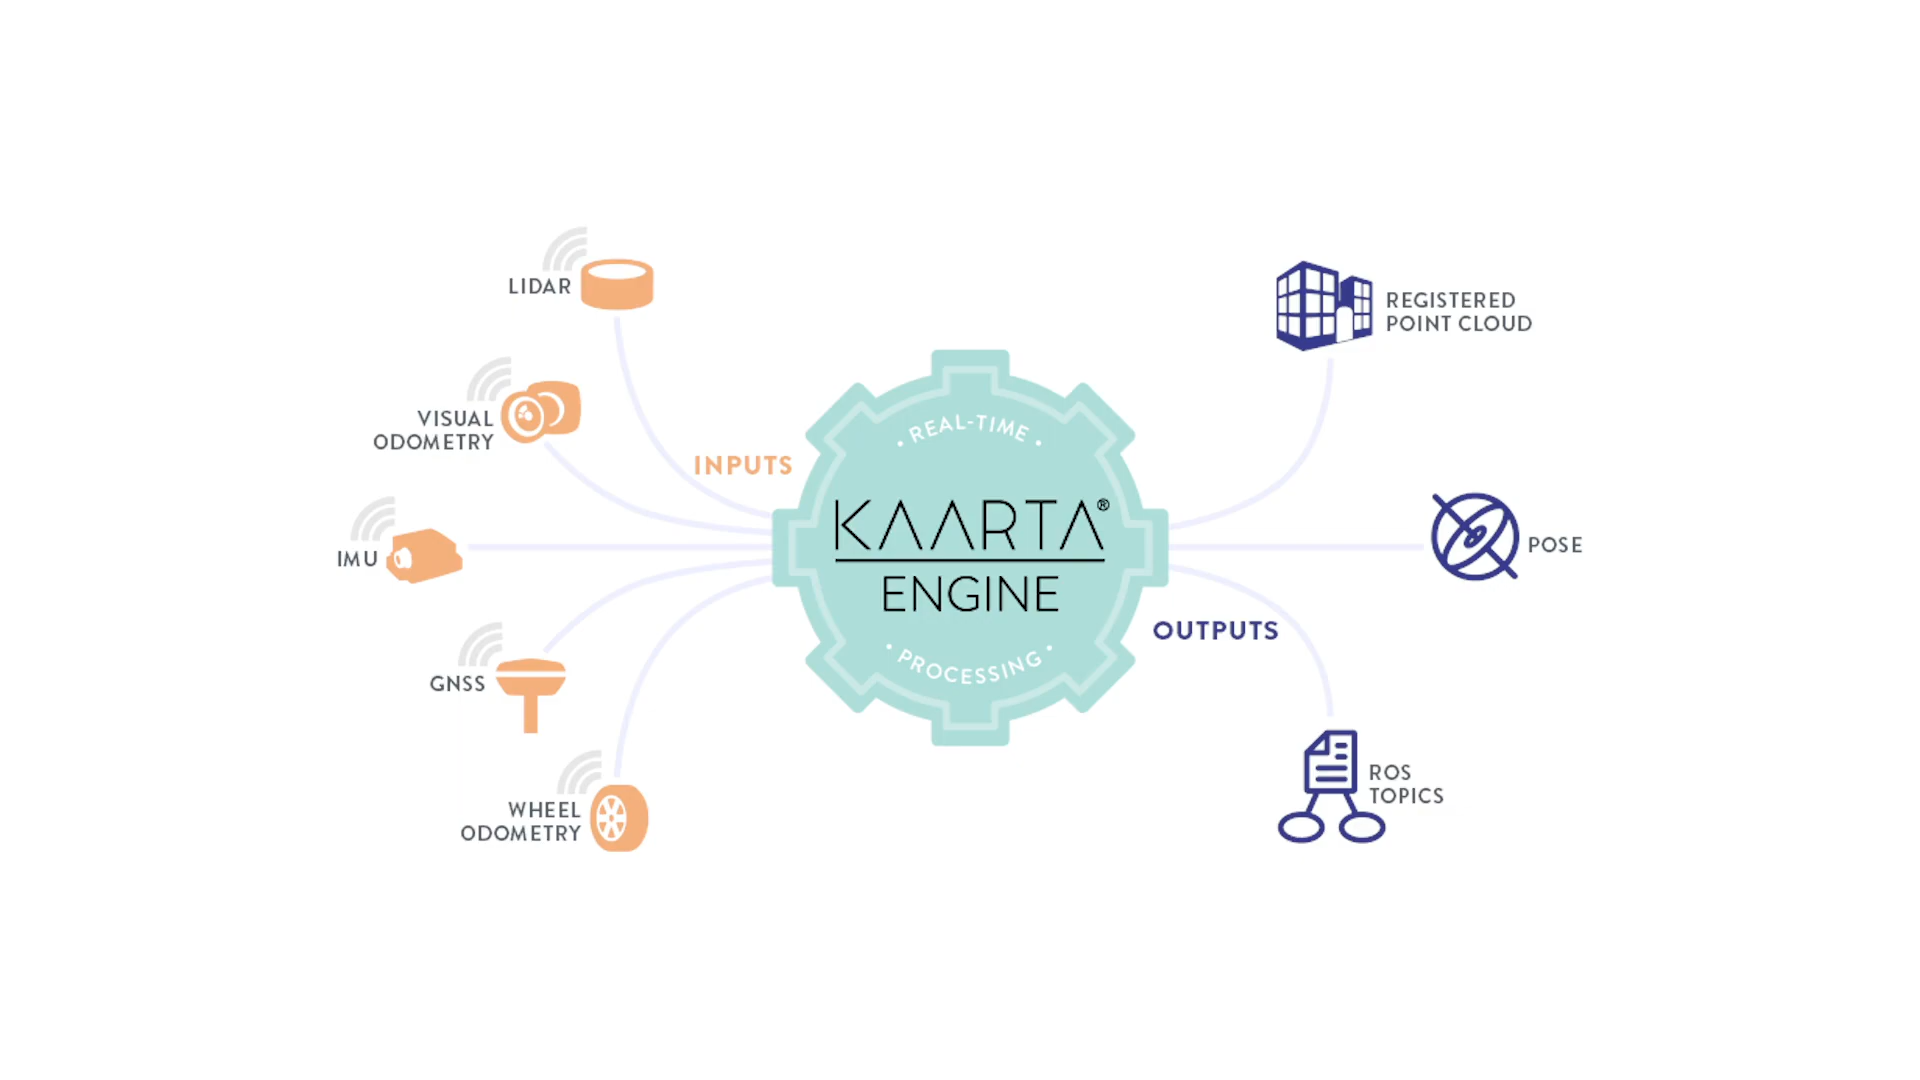 LIDAR
VISUAL
ODOMETRY
IMU
GNSS
WHEEL
ODOMETRY
INPUTS
• REAL-TIME •
KAARTA®
ENGINE
• PROCESSING •
OUTPUTS
REGISTERED
POINT CLOUD
POSE
ROS
TOPICS